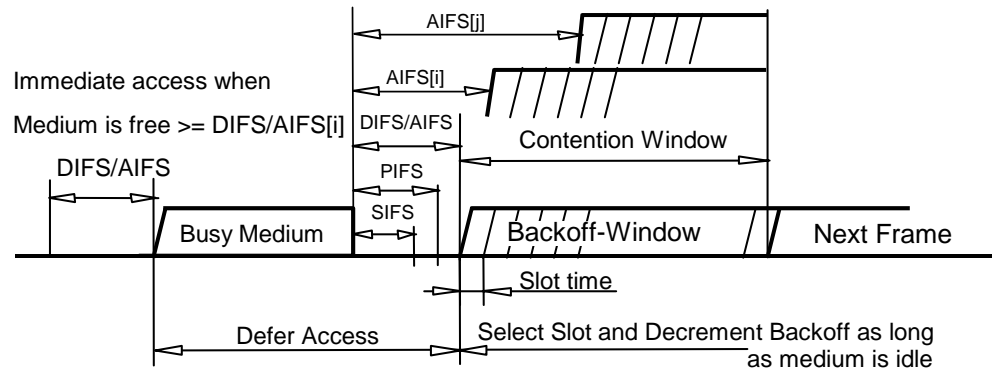 AIFS[j]
Immediate access when
AIFS[i]
Medium is free >= DIFS/AIFS[i]
DIFS/AIFS
Contention Window
DIFS/AIFS
PIFS
SIFS
Busy Medium
Backoff-Window
Next Frame
Slot time
Defer Access
Select Slot and Decrement Backoff as long
as medium is idle